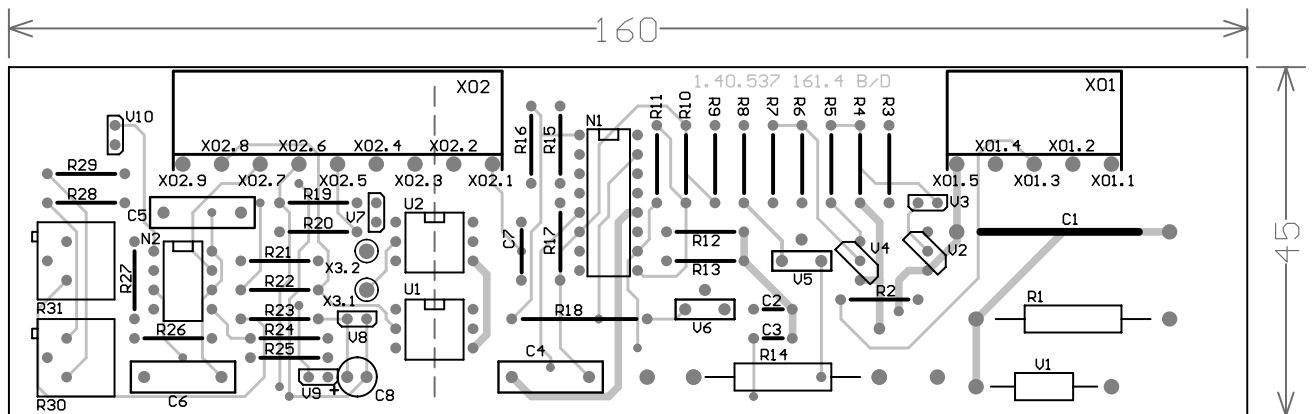 160
1.40.537 161.4 B/D
X02
X01
V10
R16
R15
N1
R11
R10
R9
R8
R7
R6
R5
R4
R3
X02.8
X02.6
X02.4
X02.2
X01.4
X01.2
X02.9
X02.7
X02.5
X02.3
X02.1
X01.5
X01.3
X01.1
R29
R28
R19
V7
U2
C5
N2
R20
C7
R17
R12
V3
C1
V2
V4
45
R27
R21
X3.2
R13
V5
R31
R22
X3.1
U1
R2
R1
R23
V8
R18
V6
C2
R26
R24
C3
R25
C4
R14
V1
R30
C6
V9
+
C8